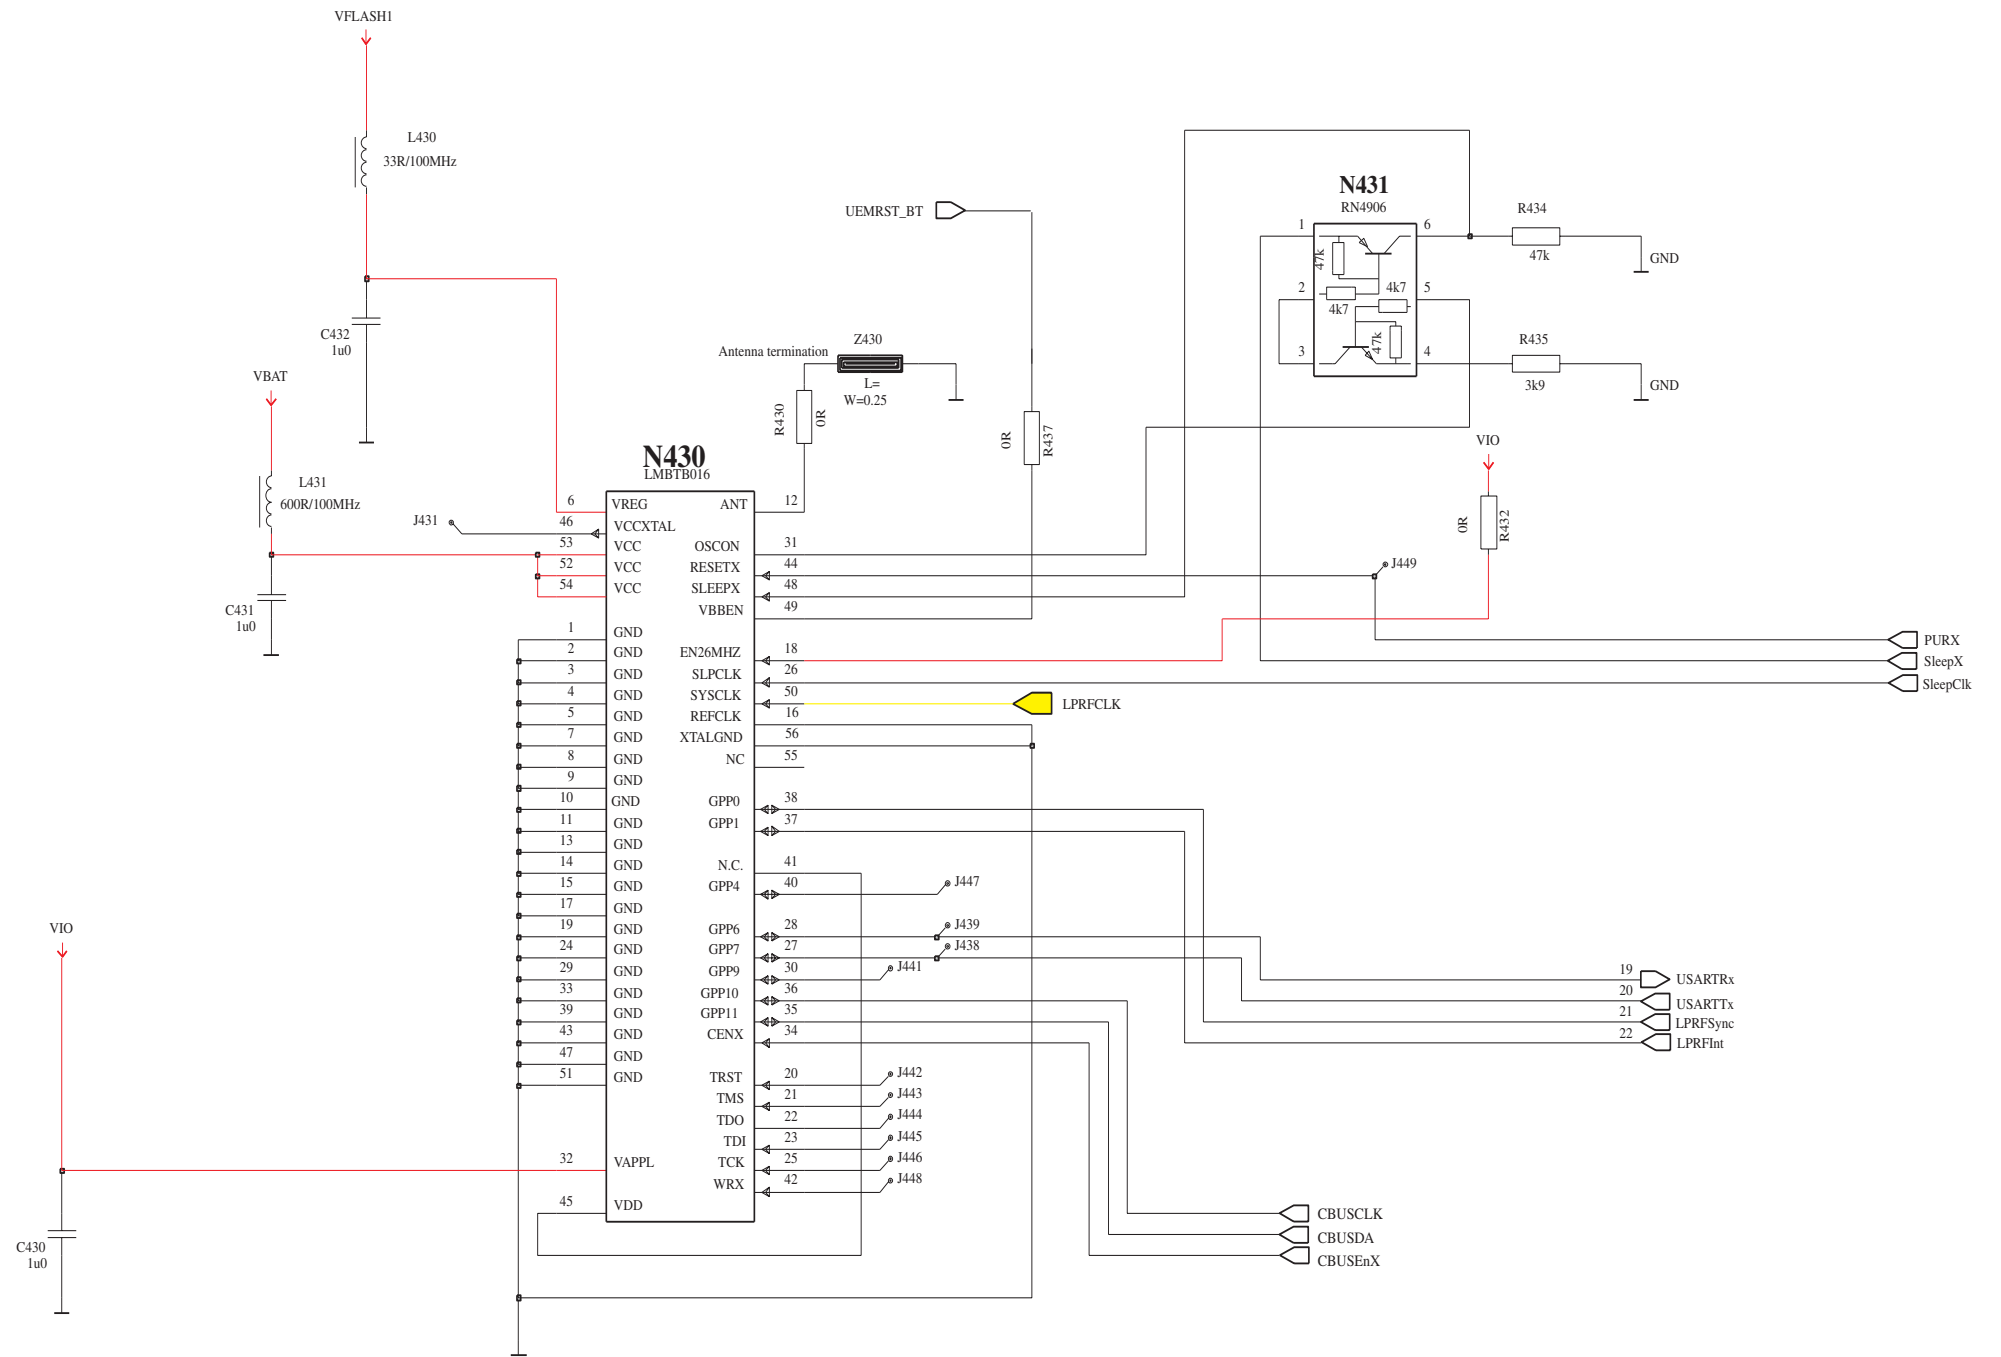 VFLASH1
L430
33R/100MHz
C432
1u0
VBAT
L431
600R/100MHz
C431
1u0
J431
VIO
C430
1u0
UEMRST_BT
0R
R437
Antenna termination
Z430
L=
W=0.25
R430
0R
N430
LMBTB016
6 VREG
46 VCCXTAL
53 VCC
52 VCC
54 VCC
1 GND
2 GND
3 GND
4 GND
5 GND
7 GND
8 GND
9 GND
10 GND
11 GND
13 GND
14 GND
15 GND
17 GND
19 GND
24 GND
29 GND
33 GND
39 GND
43 GND
47 GND
51 GND
32 VAPPL
45 VDD
ANT 12
OSCON 31
RESETX 44
SLEEPX 48
VBBEN 49
EN26MHZ 18
SLPCLK 26
SYSCLK 50
REFCLK 16
XTALGND 56
NC 55
GPP0 38
GPP1 37
N.C. 41
GPP4 40
GPP6 28
GPP7 27
GPP9 30
GPP10 36
GPP11 35
CENX 34
TRST 20
TMS 21
TDO 22
TDI 23
TCK 25
WRX 42
LPRFCLK
J447
J439
J438
J441
J442
J443
J444
J445
J446
J448
N431
RN4906
1
2
3
6
5
4
47k
4k7
4k7
47k
R434
47k
GND
R435
3k9
GND
VIO
0R
R432
J449
PURX
SleepX
SleepClk
19 USARTRx
20 USARTTx
21 LPRFSync
22 LPRFInt
CBUSCLK
CBUSDA
CBUSEnX